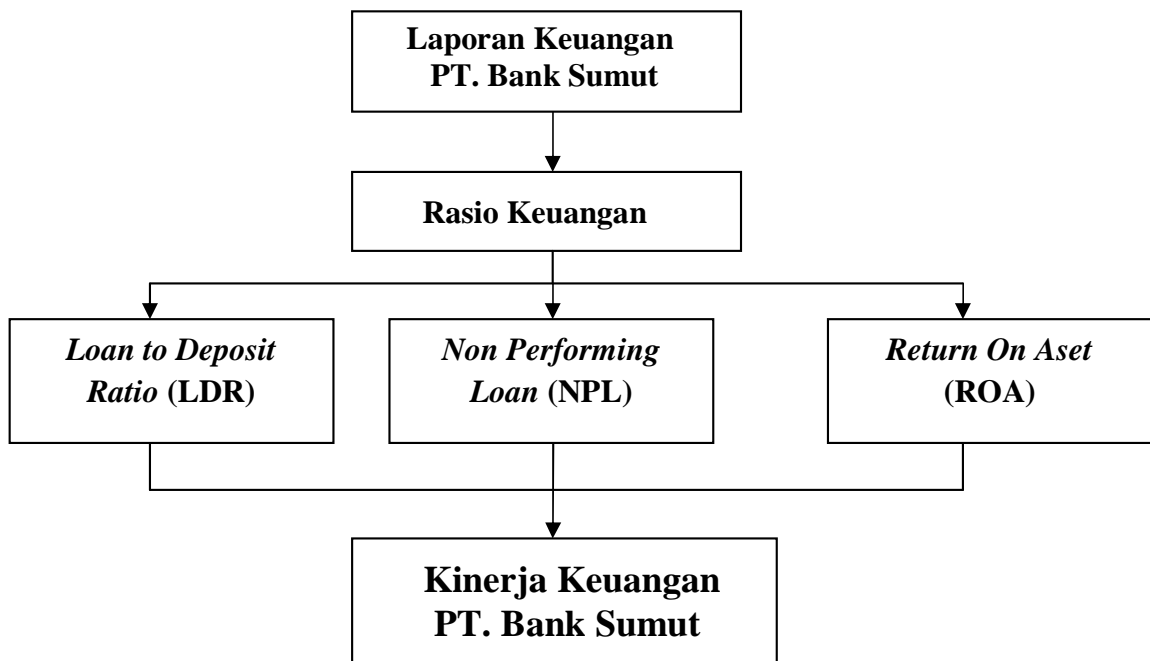 Laporan Keuangan
PT. Bank Sumut
Rasio Keuangan
Loan to Deposit
Ratio (LDR)
Non Performing
Loan (NPL)
Return On Aset
(ROA)
Kinerja Keuangan
PT. Bank Sumut